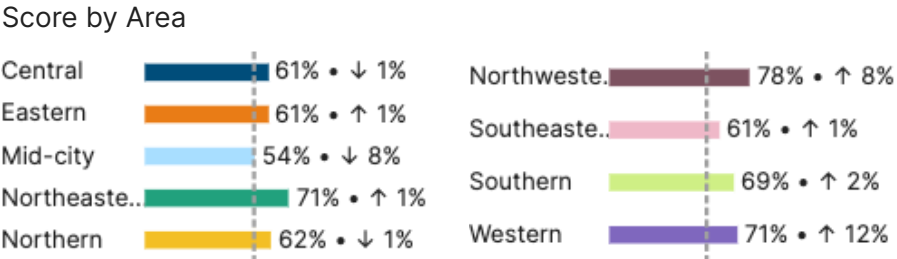 Score by Area
Central 61% • ↓ 1%
Eastern 61% • ↑ 1%
Mid-city 54% • ↓ 8%
Northeaste... 71% • ↑ 1%
Northern 62% • ↓ 1%
Northweste. 78% • ↑ 8%
Southeaste.. 61% • ↑ 1%
Southern 69% • ↑ 2%
Western 71% • ↑ 12%